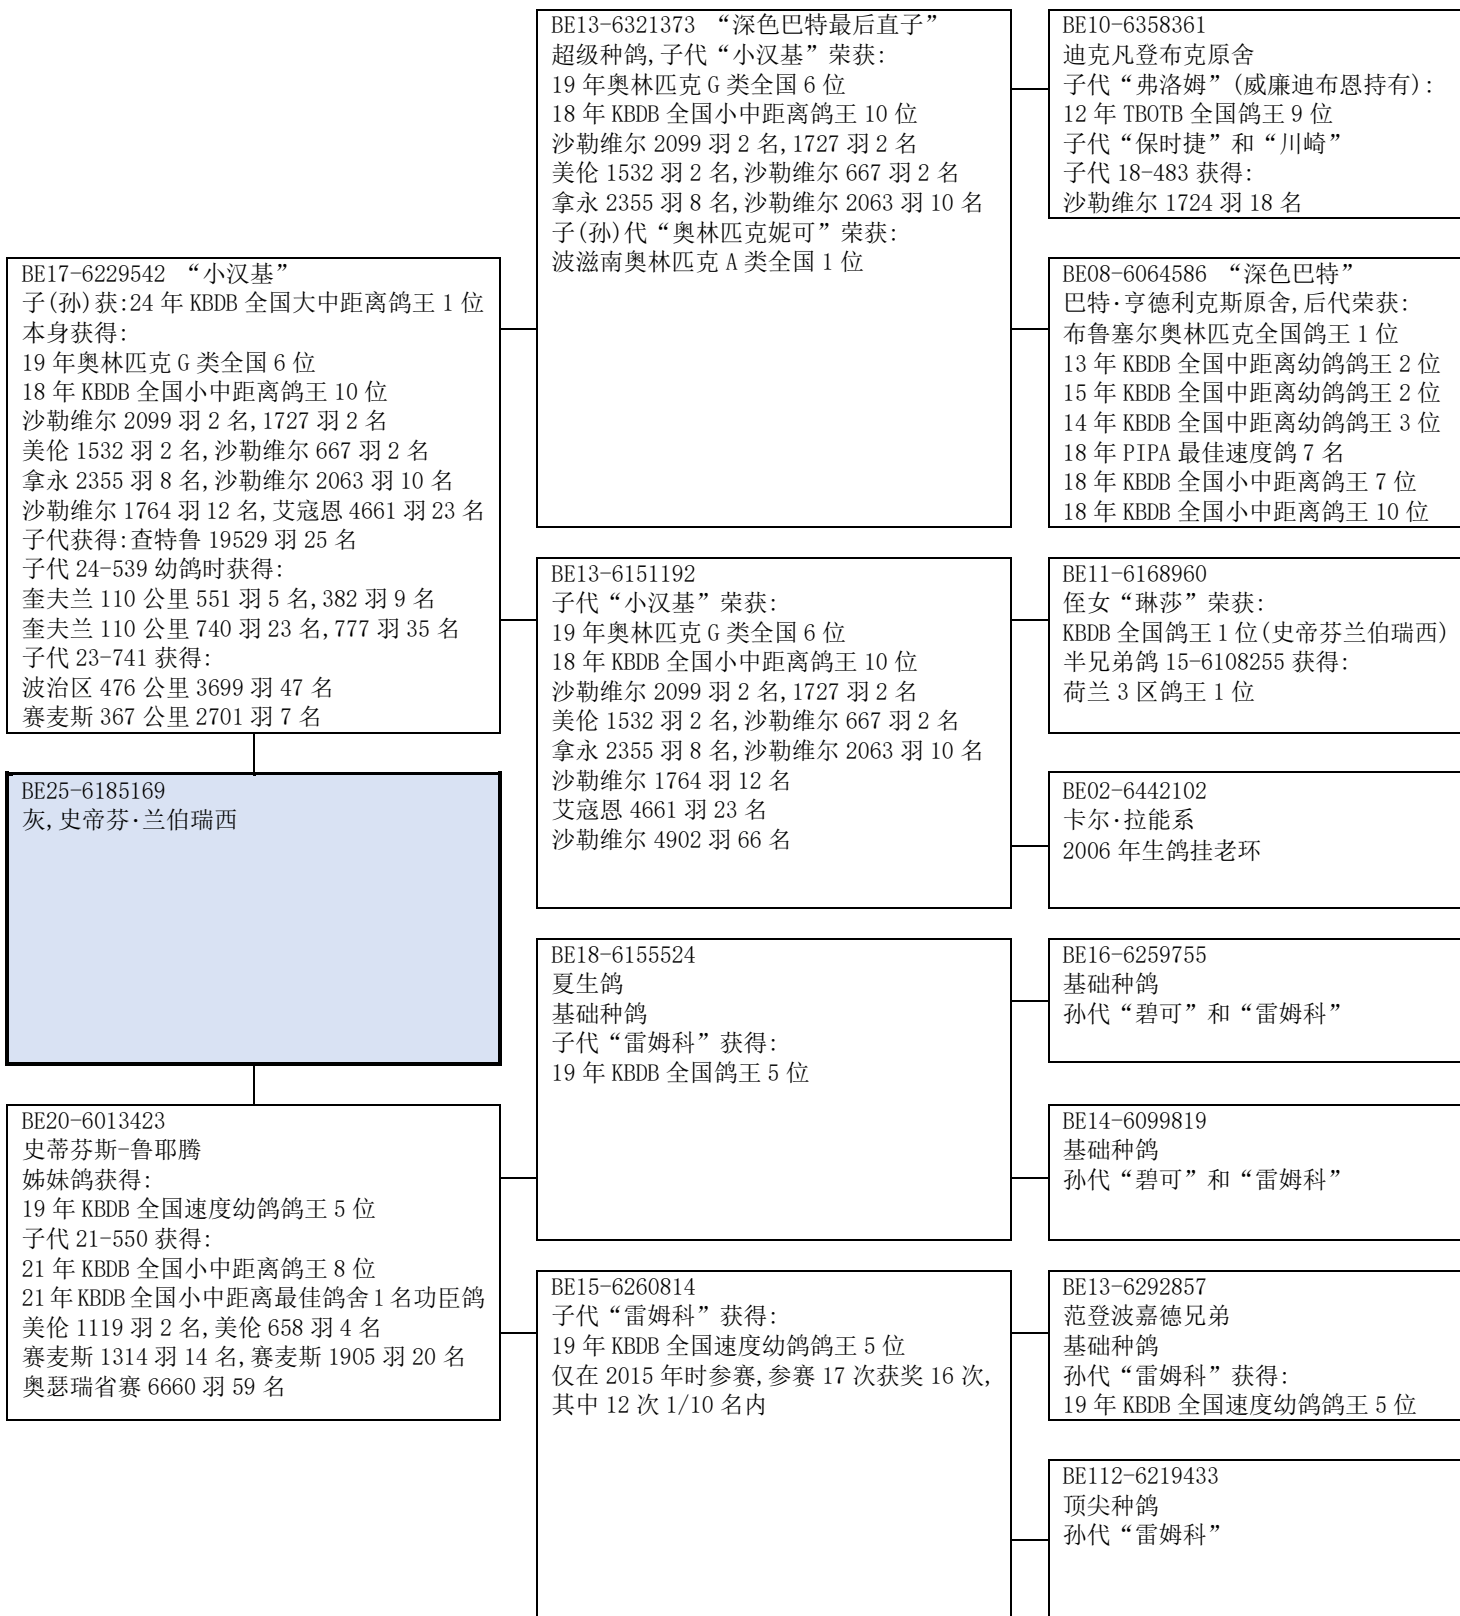 BE13-6321373 “深色巴特最后直子”
超级种鸽,子代“小汉基”荣获:
19 年奥林匹克 G 类全国 6 位
18 年 KBDB 全国小中距离鸽王 10 位
沙勒维尔 2099 羽 2 名,1727 羽 2 名
美伦 1532 羽 2 名,沙勒维尔 667 羽 2 名
拿永 2355 羽 8 名,沙勒维尔 2063 羽 10 名
子(孙)代“奥林匹克妮可”荣获:
波滋南奥林匹克 A 类全国 1 位
BE10-6358361
迪克凡登布克原舍
子代“弗洛姆”(威廉迪布恩持有):
12 年 TBOTB 全国鸽王 9 位
子代“保时捷”和“川崎”
子代 18-483 获得:
沙勒维尔 1724 羽 18 名
BE17-6229542 “小汉基”
子(孙)获:24 年 KBDB 全国大中距离鸽王 1 位
本身获得:
19 年奥林匹克 G 类全国 6 位
18 年 KBDB 全国小中距离鸽王 10 位
沙勒维尔 2099 羽 2 名,1727 羽 2 名
美伦 1532 羽 2 名,沙勒维尔 667 羽 2 名
拿永 2355 羽 8 名,沙勒维尔 2063 羽 10 名
沙勒维尔 1764 羽 12 名,艾寇恩 4661 羽 23 名
子代获得:查特鲁 19529 羽 25 名
子代 24-539 幼鸽时获得:
奎夫兰 110 公里 551 羽 5 名,382 羽 9 名
奎夫兰 110 公里 740 羽 23 名,777 羽 35 名
子代 23-741 获得:
波治区 476 公里 3699 羽 47 名
赛麦斯 367 公里 2701 羽 7 名
BE08-6064586 “深色巴特”
巴特·亨德利克斯原舍,后代荣获:
布鲁塞尔奥林匹克全国鸽王 1 位
13 年 KBDB 全国中距离幼鸽鸽王 2 位
15 年 KBDB 全国中距离幼鸽鸽王 2 位
14 年 KBDB 全国中距离幼鸽鸽王 3 位
18 年 PIPA 最佳速度鸽 7 名
18 年 KBDB 全国小中距离鸽王 7 位
18 年 KBDB 全国小中距离鸽王 10 位
BE13-6151192
子代“小汉基”荣获:
19 年奥林匹克 G 类全国 6 位
18 年 KBDB 全国小中距离鸽王 10 位
沙勒维尔 2099 羽 2 名,1727 羽 2 名
美伦 1532 羽 2 名,沙勒维尔 667 羽 2 名
拿永 2355 羽 8 名,沙勒维尔 2063 羽 10 名
沙勒维尔 1764 羽 12 名
艾寇恩 4661 羽 23 名
沙勒维尔 4902 羽 66 名
BE11-6168960
侄女“琳莎”荣获:
KBDB 全国鸽王 1 位(史帝芬兰伯瑞西)
半兄弟鸽 15-6108255 获得:
荷兰 3 区鸽王 1 位
BE25-6185169
灰,史帝芬·兰伯瑞西
BE02-6442102
卡尔·拉能系
2006 年生鸽挂老环
BE18-6155524
夏生鸽
基础种鸽
子代“雷姆科”获得:
19 年 KBDB 全国鸽王 5 位
BE16-6259755
基础种鸽
孙代“碧可”和“雷姆科”
BE20-6013423
史蒂芬斯-鲁耶腾
姊妹鸽获得:
19 年 KBDB 全国速度幼鸽鸽王 5 位
子代 21-550 获得:
21 年 KBDB 全国小中距离鸽王 8 位
21 年 KBDB 全国小中距离最佳鸽舍 1 名功臣鸽
美伦 1119 羽 2 名,美伦 658 羽 4 名
赛麦斯 1314 羽 14 名,赛麦斯 1905 羽 20 名
奥瑟瑞省赛 6660 羽 59 名
BE14-6099819
基础种鸽
孙代“碧可”和“雷姆科”
BE15-6260814
子代“雷姆科”获得:
19 年 KBDB 全国速度幼鸽鸽王 5 位
仅在 2015 年时参赛,参赛 17 次获奖 16 次,
其中 12 次 1/10 名内
BE13-6292857
范登波嘉德兄弟
基础种鸽
孙代“雷姆科”获得:
19 年 KBDB 全国速度幼鸽鸽王 5 位
BE112-6219433
顶尖种鸽
孙代“雷姆科”